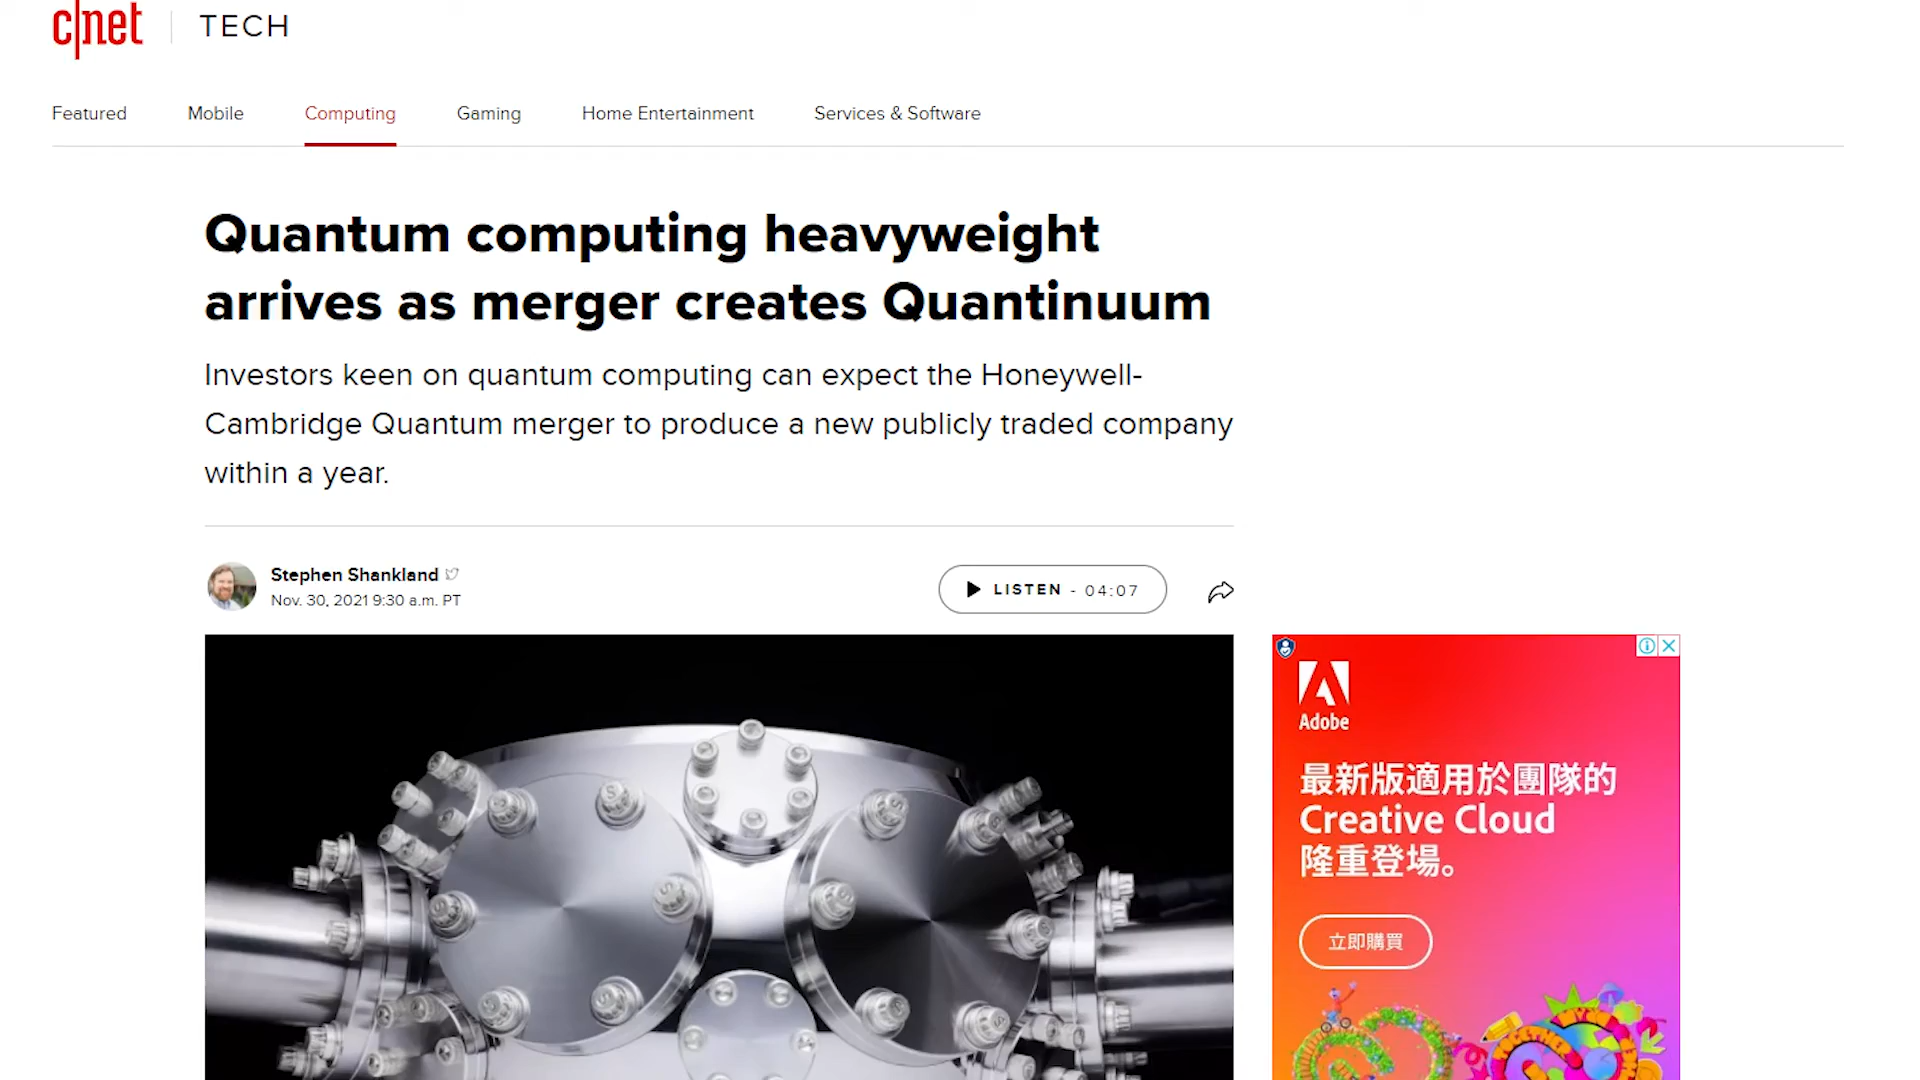 c|net
TECH
Featured
Mobile
Computing
Gaming
Home Entertainment
Services & Software
Quantum computing heavyweight
arrives as merger creates Quantinuum
Investors keen on quantum computing can expect the Honeywell-
Cambridge Quantum merger to produce a new publicly traded company
within a year.
Stephen Shankland
Nov. 30, 2021 9:30 a.m. PT
LISTEN - 04:07
Adobe
最新版適用於團隊的
Creative Cloud
隆重登場。
立即購買